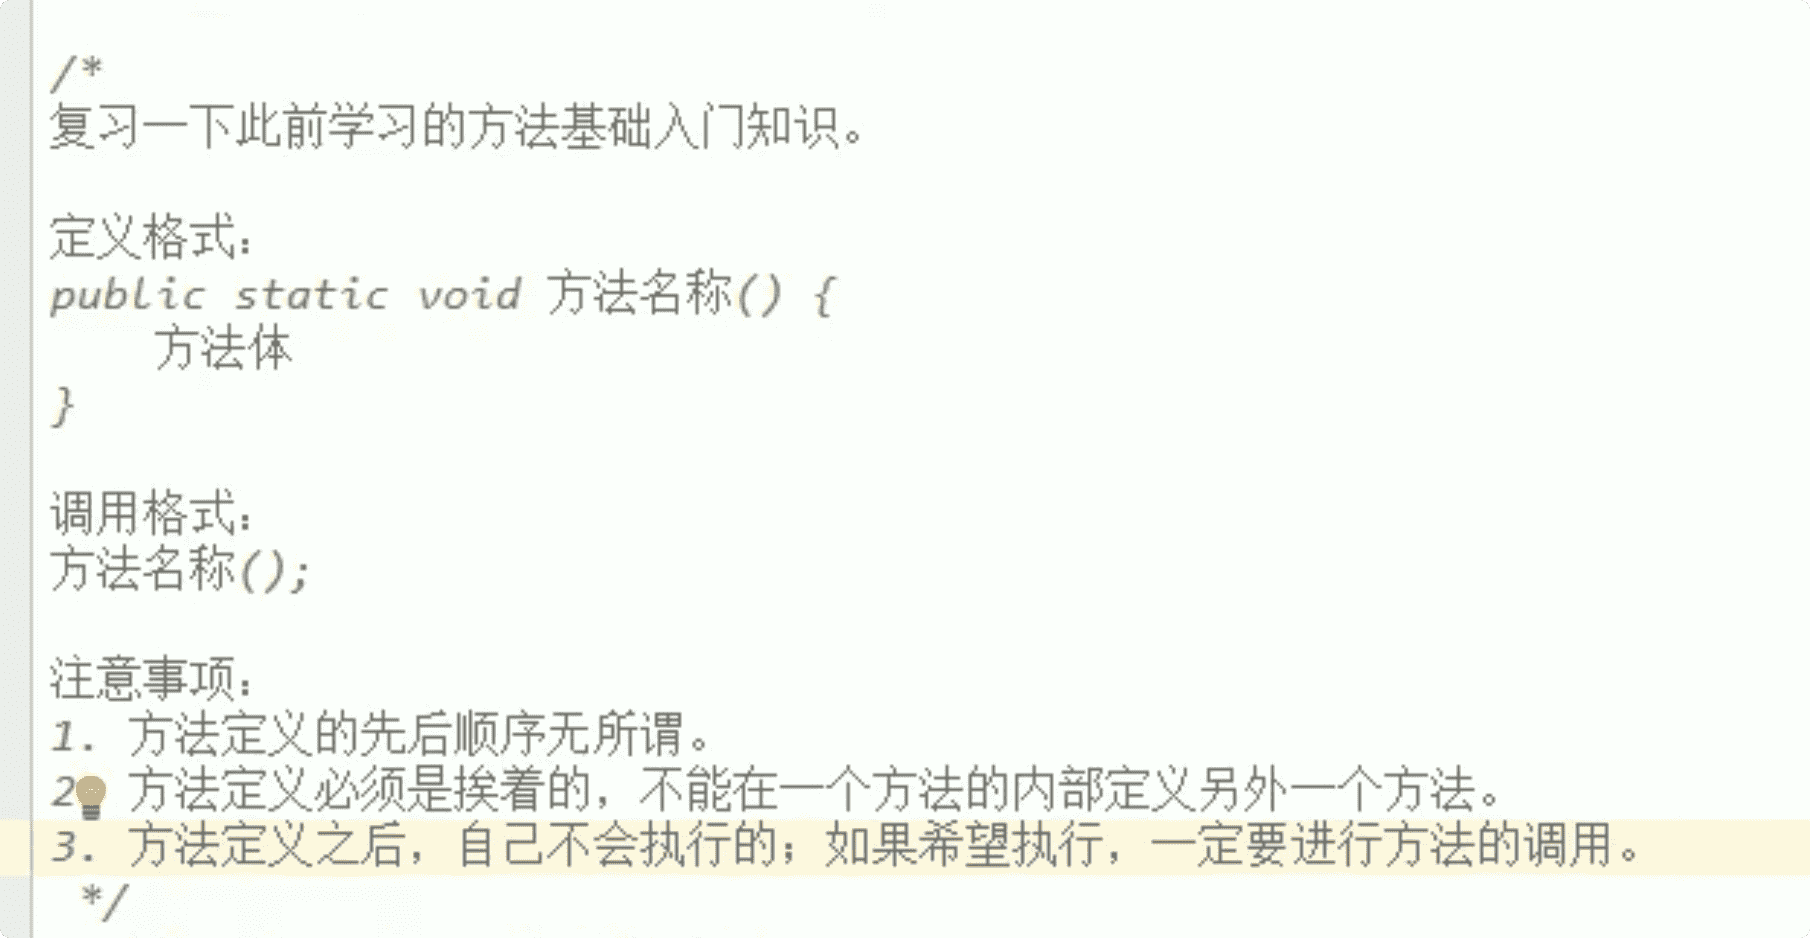 /*
复习一下此前学习的方法基础入门知识。
定义格式：
public static void 方法名称() {
方法体
}
调用格式：
方法名称();
注意事项：
1. 方法定义的先后顺序无所谓。
2 方法定义必须是挨着的，不能在一个方法的内部定义另外一个方法。
3. 方法定义之后，自己不会执行的；如果希望执行，一定要进行方法的调用。
*/